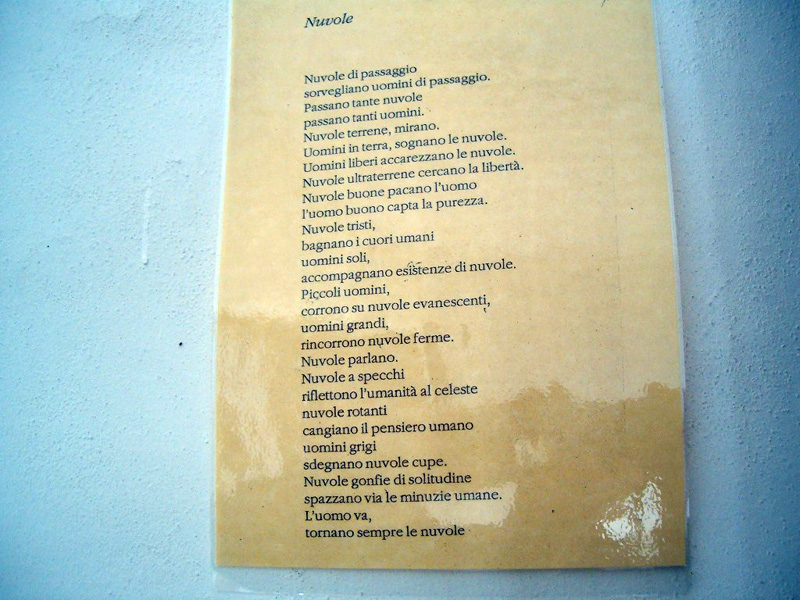 Nuvole
Nuvole di passaggio
sorvegliano uomini di passaggio.
Passano tante nuvole
passano tanti uomini.
Nuvole terrene, mirano.
Uomini in terra, sognano le nuvole.
Uomini liberi accarezzano le nuvole.
Nuvole ultraterrene cercano la libertà.
Nuvole buone pacano l'uomo
l'uomo buono capta la purezza.
Nuvole tristi,
bagnano i cuori umani
uomini soli,
accompagnano esistenze di nuvole.
Piccoli uomini,
corrono su nuvole evanescenti,
uomini grandi,
rincorrono nuvole ferme.
Nuvole parlano.
Nuvole a specchi
riflettono l'umanità al celeste
nuvole rotanti
cangiano il pensiero umano
uomini grigi
sdegnano nuvole cupe.
Nuvole gonfie di solitudine
spazzano via le minuzie umane.
L'uomo va,
tornano sempre le nuvole